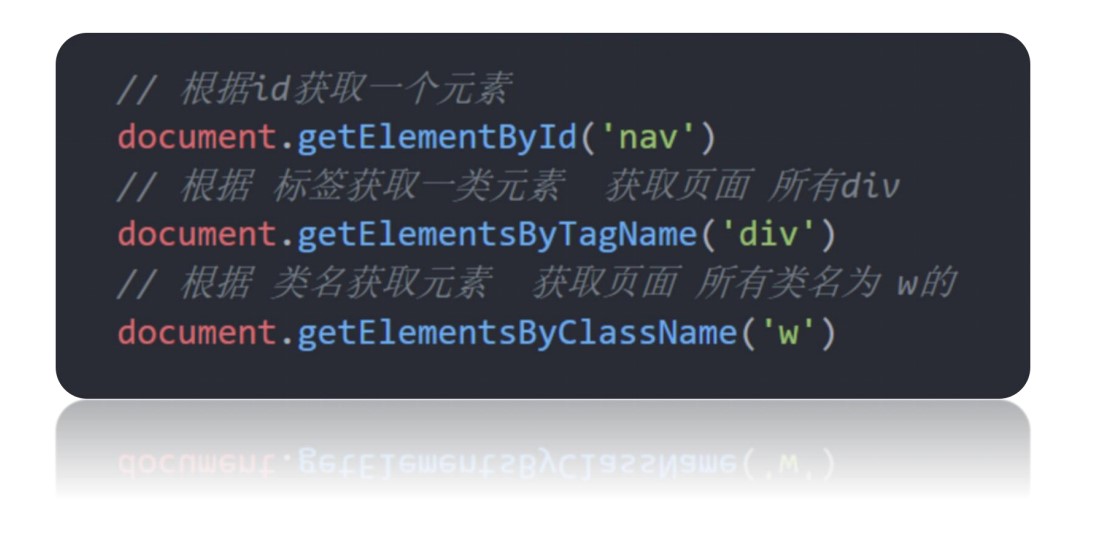 // 根据id获取一个元素
document.getElementById('nav')
// 根据 标签获取一类元素  获取页面 所有div
document.getElementsByTagName('div')
// 根据 类名获取元素  获取页面 所有类名为 w的
document.getElementsByClassName('w')